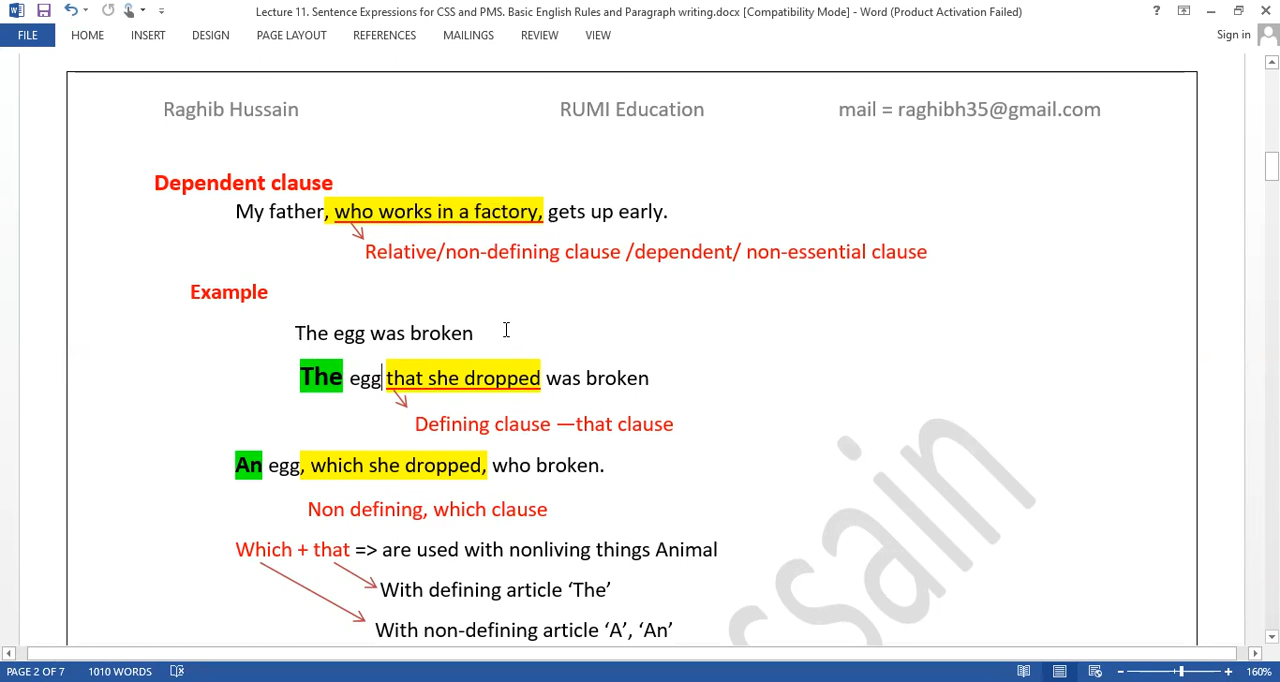 Lecture 11. Sentence Expressions for CSS and PMS. Basic English Rules and Paragraph writing.docx [Compatibility Mode] - Word (Product Activation Failed)
FILE HOME INSERT DESIGN PAGE LAYOUT REFERENCES MAILINGS REVIEW VIEW Sign in
Raghib Hussain RUMI Education mail = raghibh35@gmail.com
Dependent clause
My father, who works in a factory, gets up early.
Relative/non-defining clause /dependent/ non-essential clause
Example
The egg was broken
The egg that she dropped was broken
Defining clause —that clause
An egg, which she dropped, who broken.
Non defining, which clause
Which + that => are used with nonliving things Animal
With defining article ‘The’
With non-defining article ‘A’, ‘An’
ssain
PAGE 2 OF 7 1010 WORDS 160%